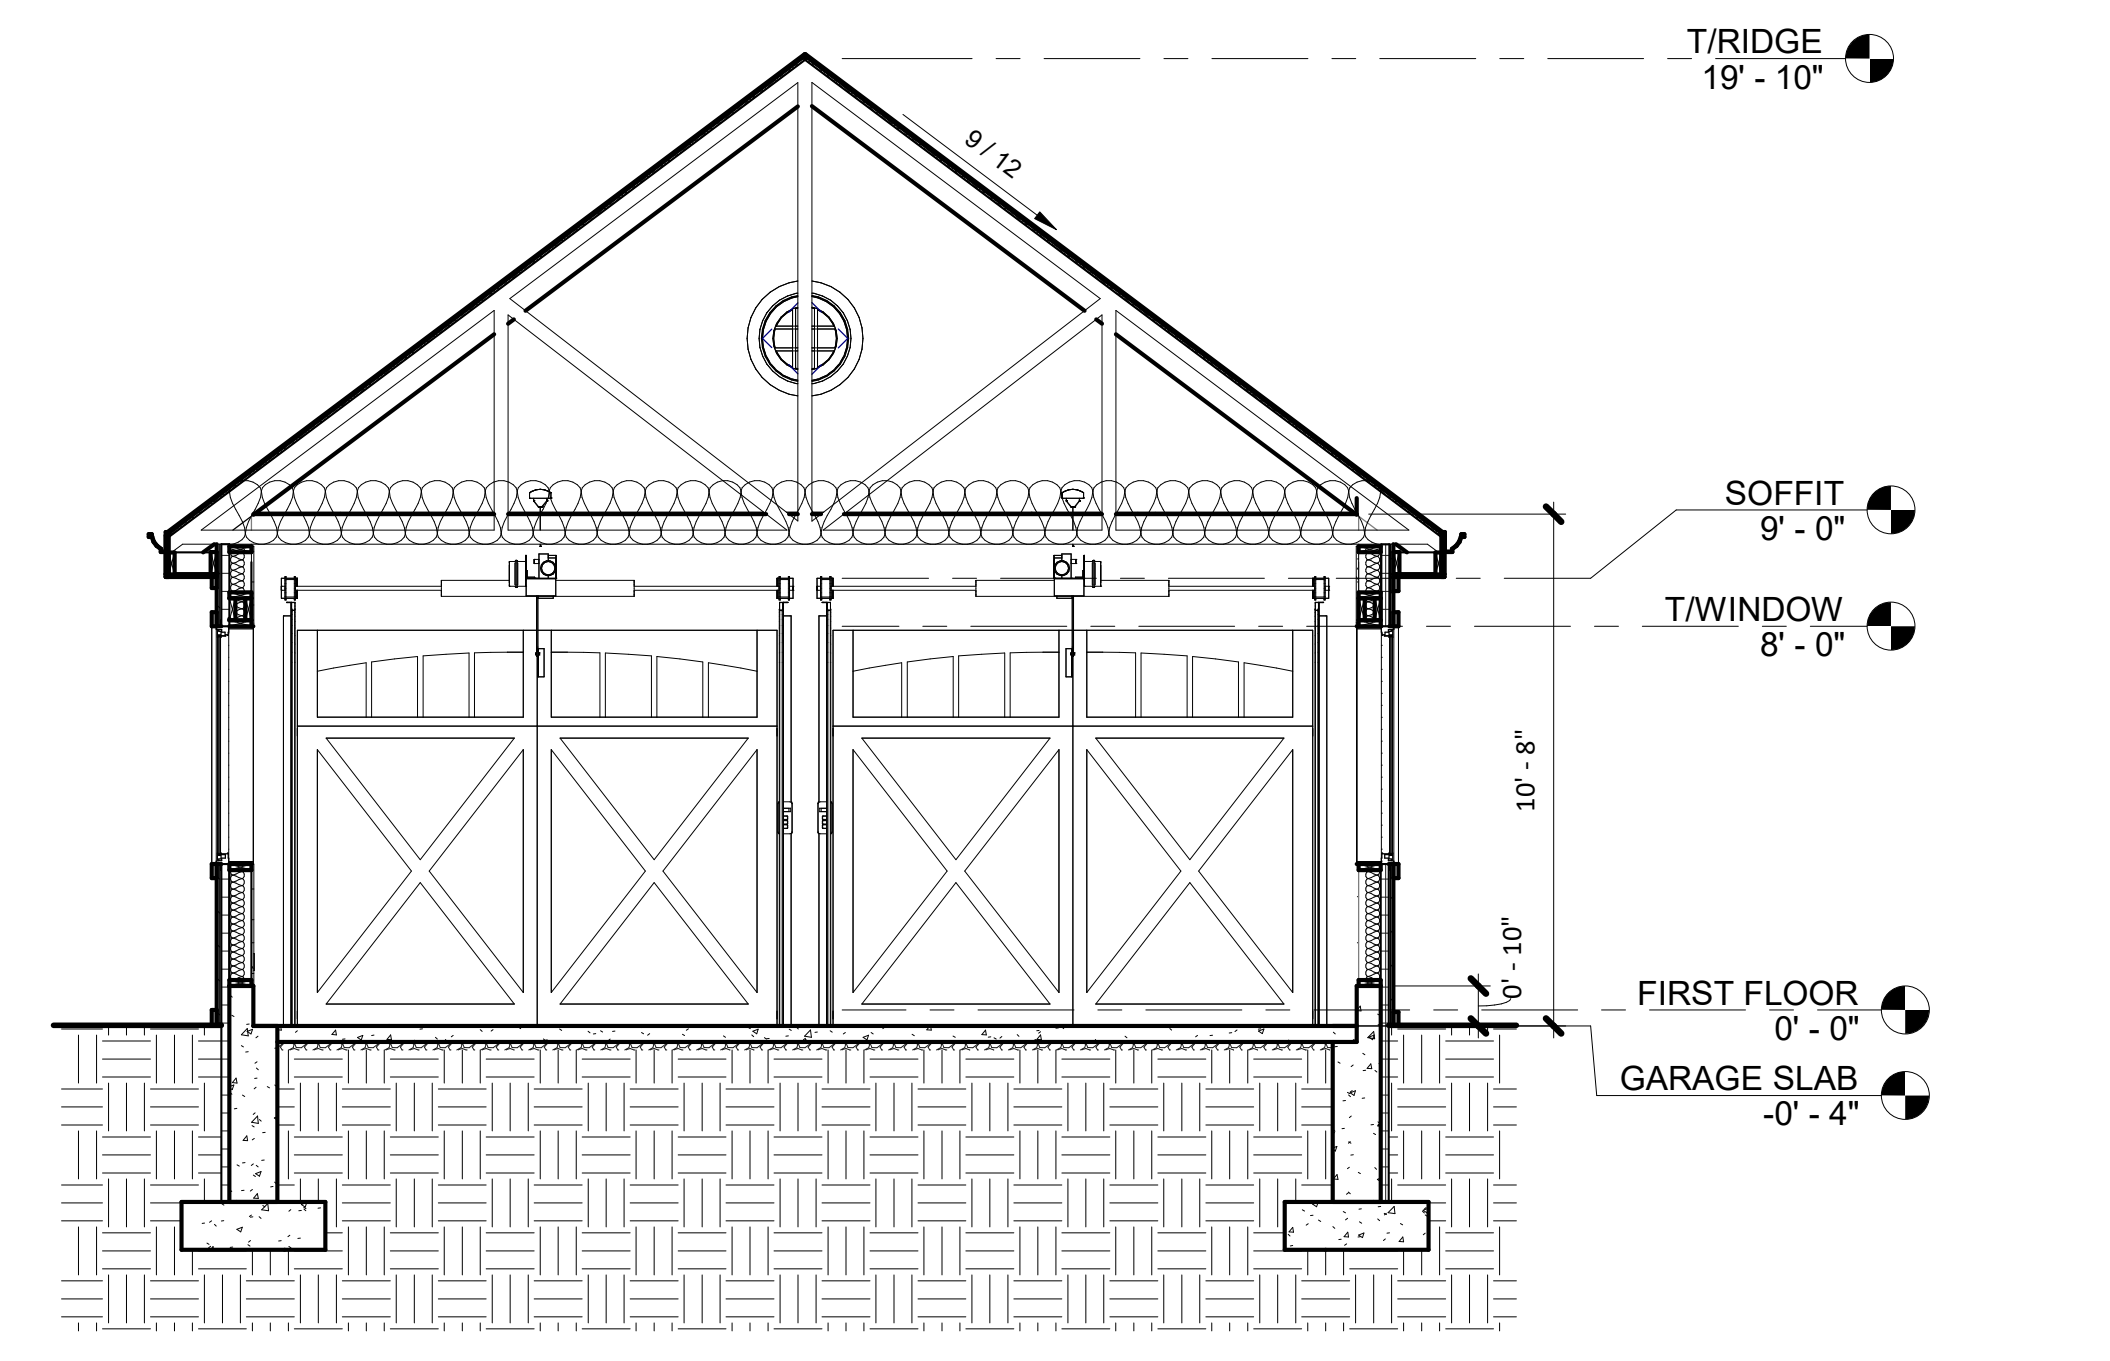 T/RIDGE
19' - 10"
9 / 12
SOFFIT
9' - 0"
T/WINDOW
8' - 0"
10' - 8"
0' - 10"
FIRST FLOOR
0' - 0"
GARAGE SLAB
-0' - 4"